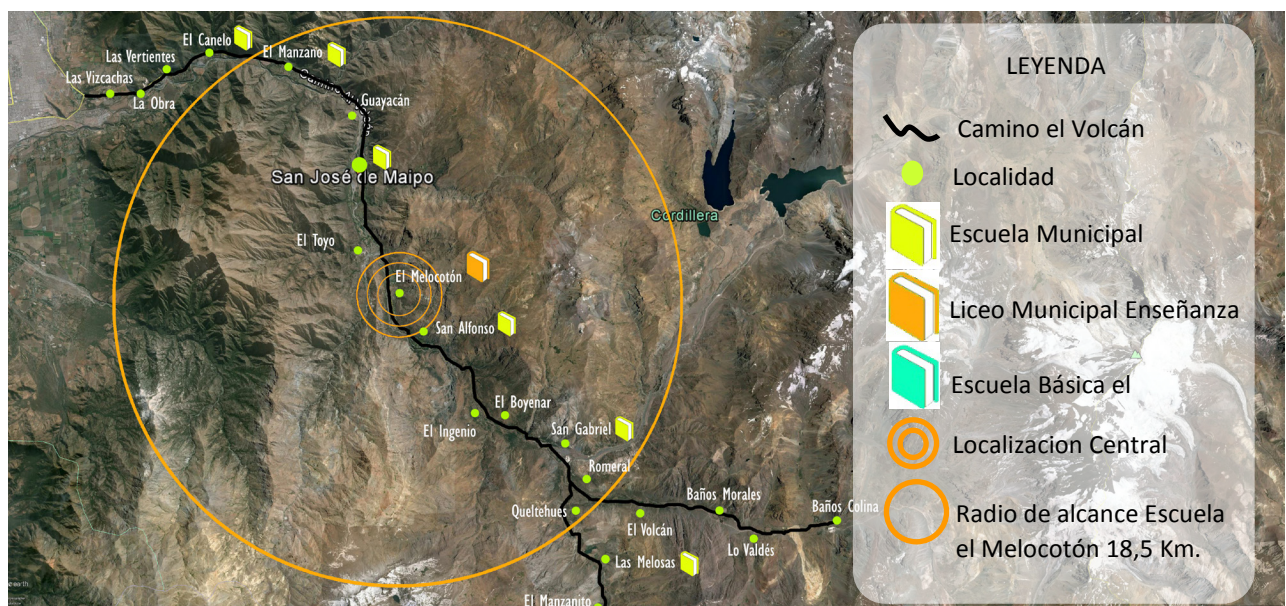 El Canelo
El Manzano
Las Vertientes
Las Vizcachas
La Obra
Guayacán
San José de Maipo
El Toyo
El Melocotón
San Alfonso
Cordillera
El Boyenar
El Ingenio
San Gabriel
Romeral
Queltehues
El Volcán
Baños Morales
Lo Valdés
Baños Colina
Las Melosas
El Manzanito
LEYENDA
Camino el Volcán
Localidad
Escuela Municipal
Liceo Municipal Enseñanza
Escuela Básica el
Localizacion Central
Radio de alcance Escuela
el Melocotón 18,5 Km.